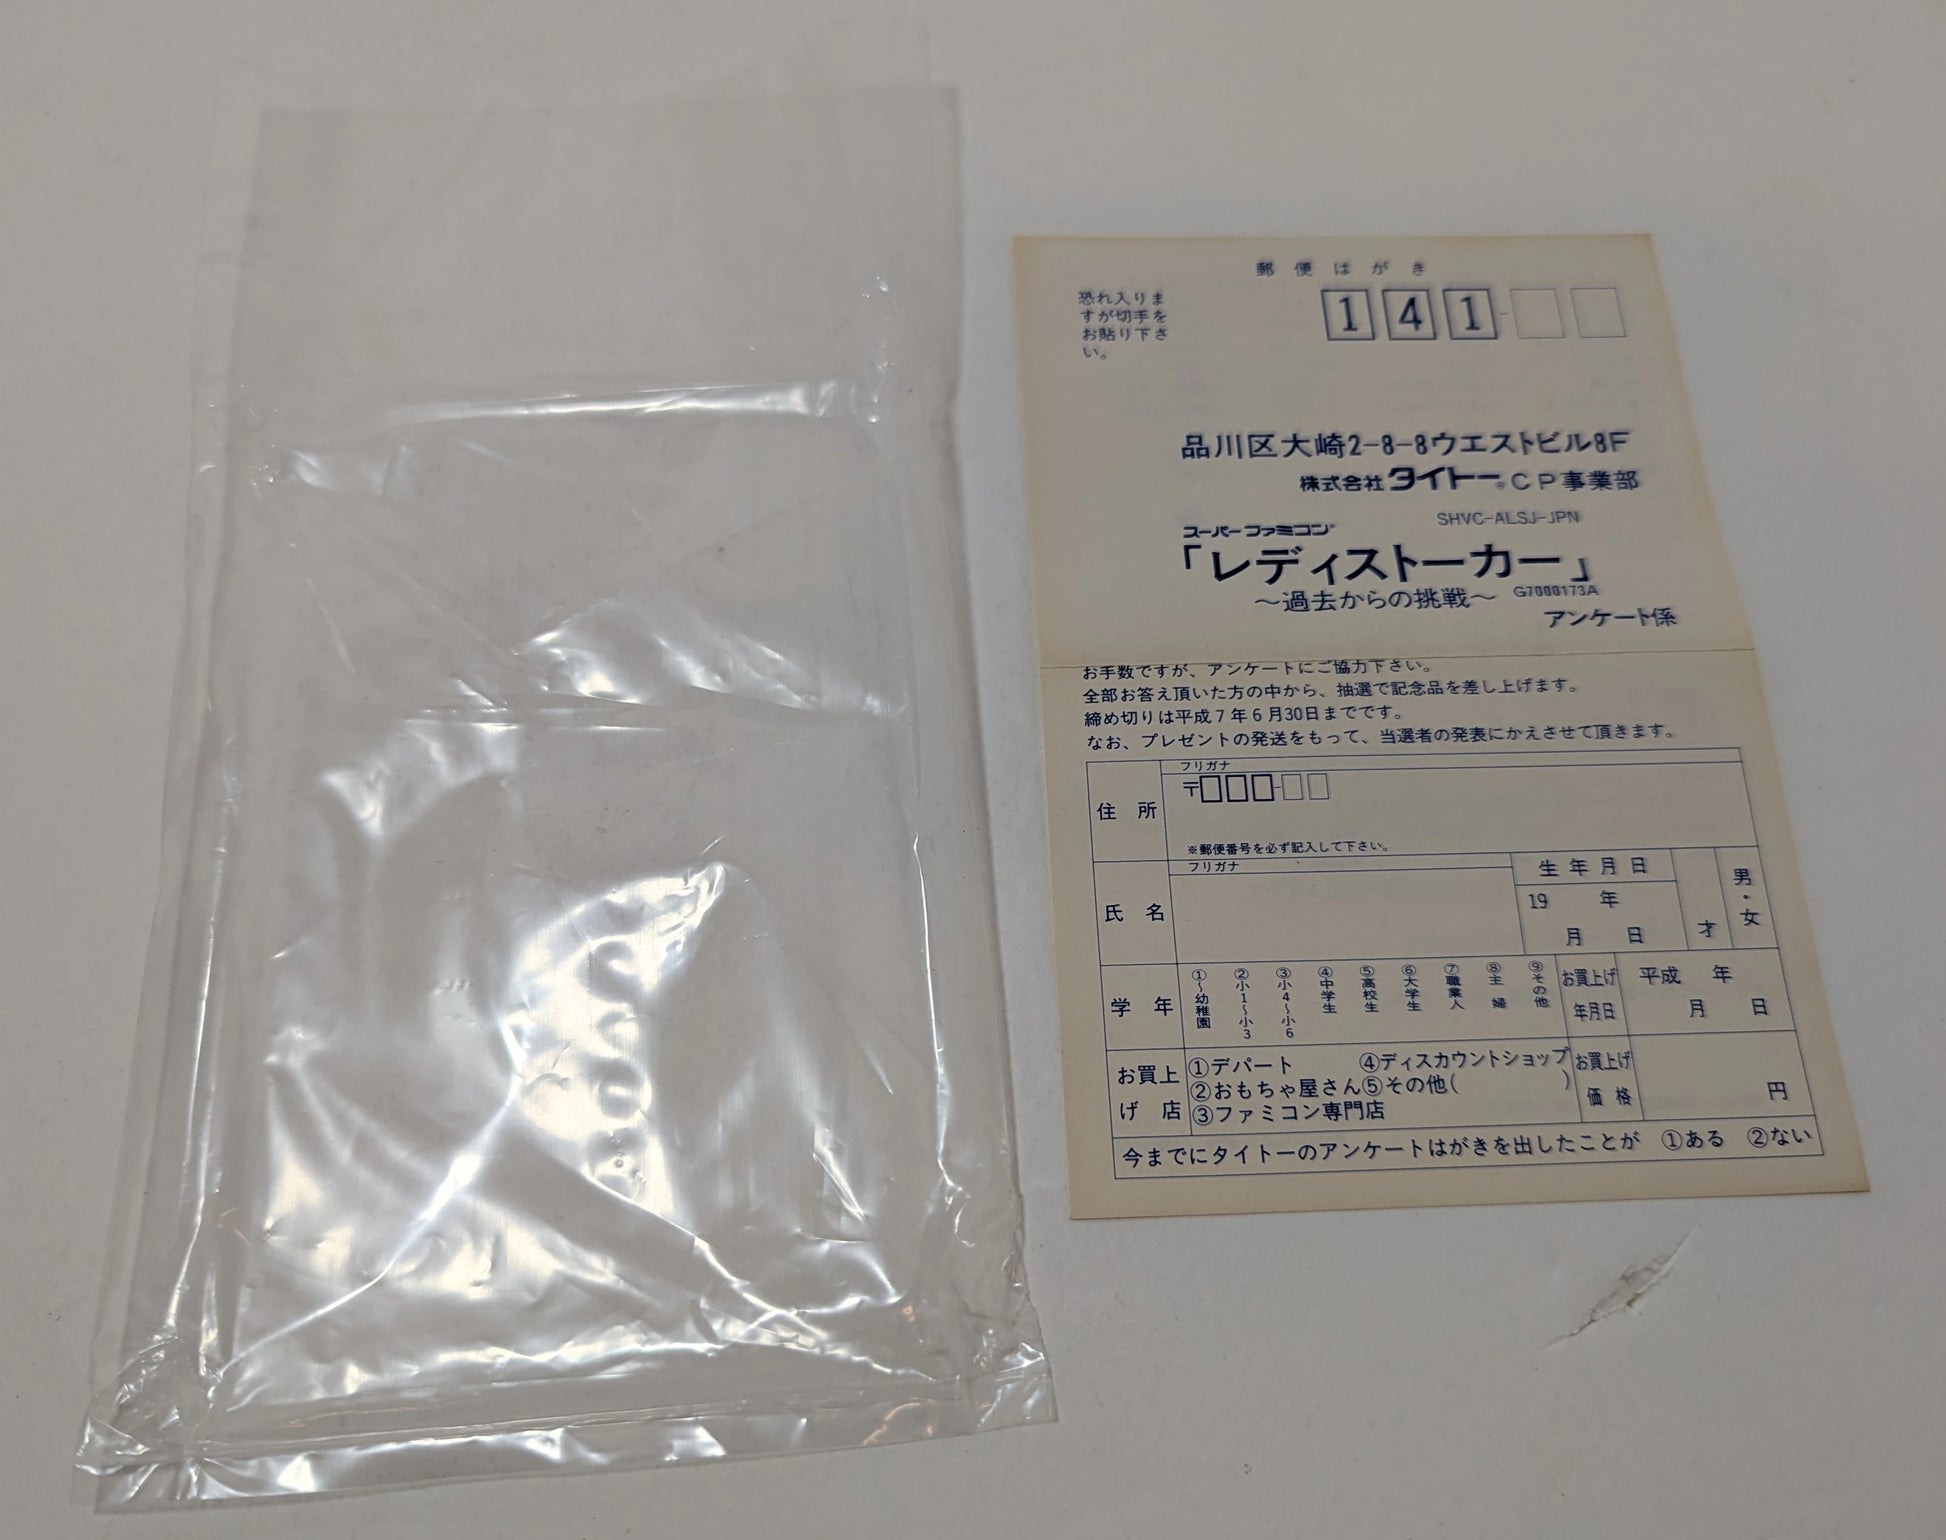 郵便はがき
恐れ入りま
すが切手を
お貼り下さ
い。
141-
品川区大崎2-8-8ウエストビル8F
株式会社タイトー®CP事業部
SHVC-ALSJ-JPN
スーパーファミコン®
「レディストーカー」
〜過去からの挑戦〜 G7000173A
アンケート係
お手数ですが、アンケートにご協力下さい。
全部お答え頂いた方の中から、抽選で記念品を差し上げます。
締め切りは平成7年6月30日までです。
なお、プレゼントの発送をもって、当選者の発表にかえさせて頂きます。
フリガナ
住所 〒-
※郵便番号を必ず記入して下さい。
フリガナ
氏名
生年月日
19 年
月 日
才
男・女
学年
①〜幼稚園
②小1〜小3
③小4〜小6
④中学生
⑤高校生
⑥大学生
⑦職業人
⑧主婦
⑨その他
お買上げ
年月日
平成 年
月 日
お買上
げ店
①デパート ④ディスカウントショップ
②おもちゃ屋さん⑤その他( )
③ファミコン専門店
お買上げ
価格
円
今までにタイトーのアンケートはがきを出したことが ①ある ②ない